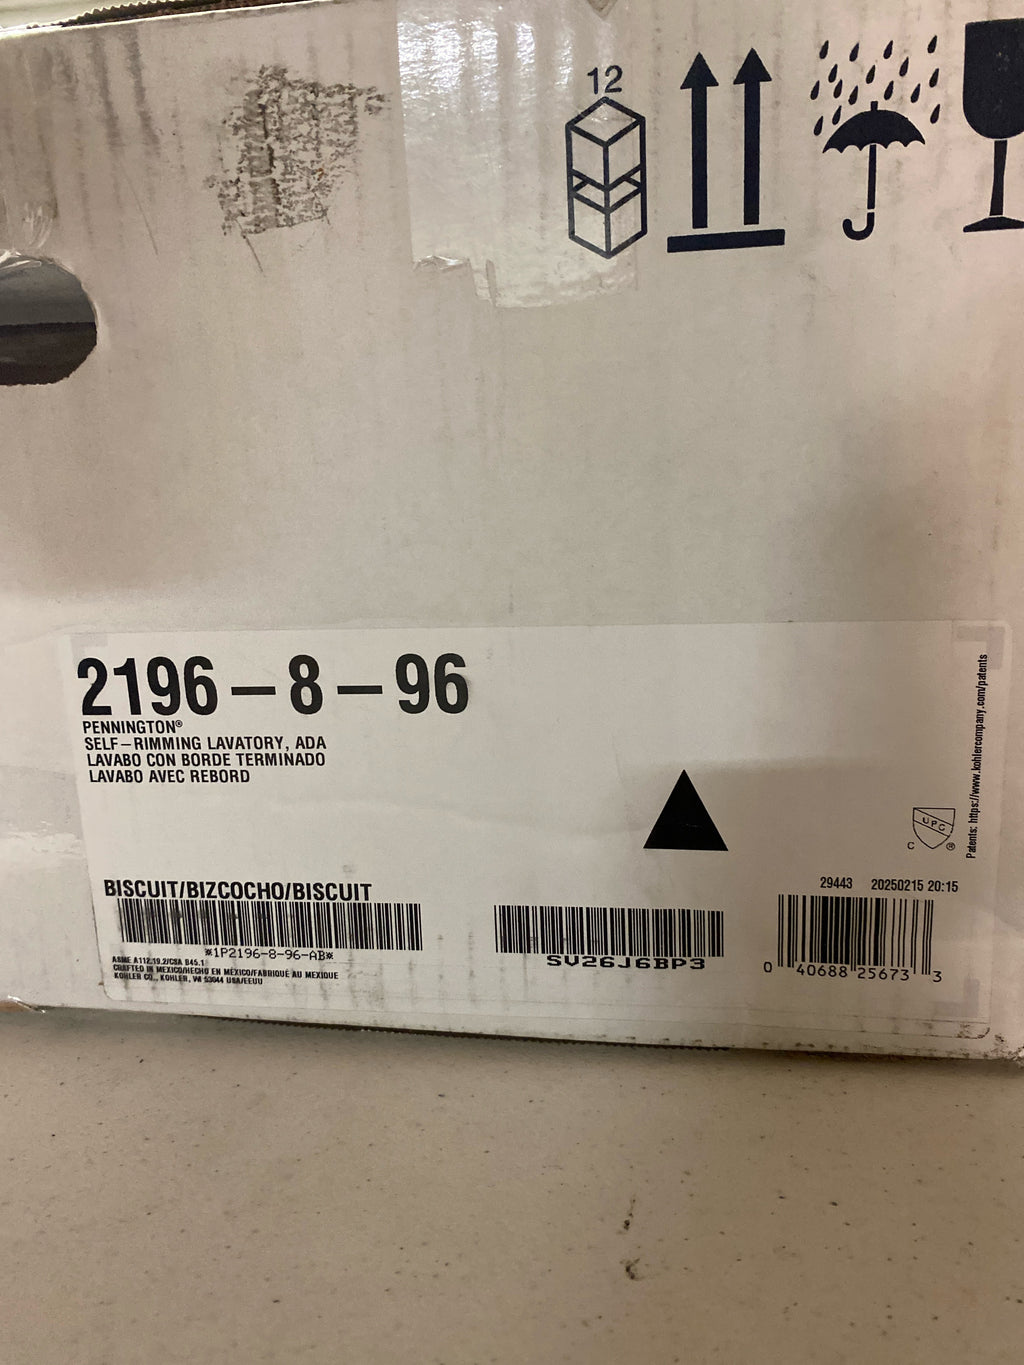 12
2196-8-96
PENNINGTON®
SELF-RIMMING LAVATORY, ADA
LAVABO CON BORDE TERMINADO
LAVABO AVEC REBORD
Patents: https://www.kohlercompany.com/patents
UPC
C ®
BISCUIT/BIZCOCHO/BISCUIT
29443 20250215 20:15
*1P2196-8-96-AB*
SV26J6BP3
0 40688 25673 3
ASME A112.19.2/CSA B45.1
CRAFTED IN MEXICO/HECHO EN MÉXICO/FABRIQUÉ AU MEXIQUE
KOHLER CO., KOHLER, WI 53044 USA/EEUU